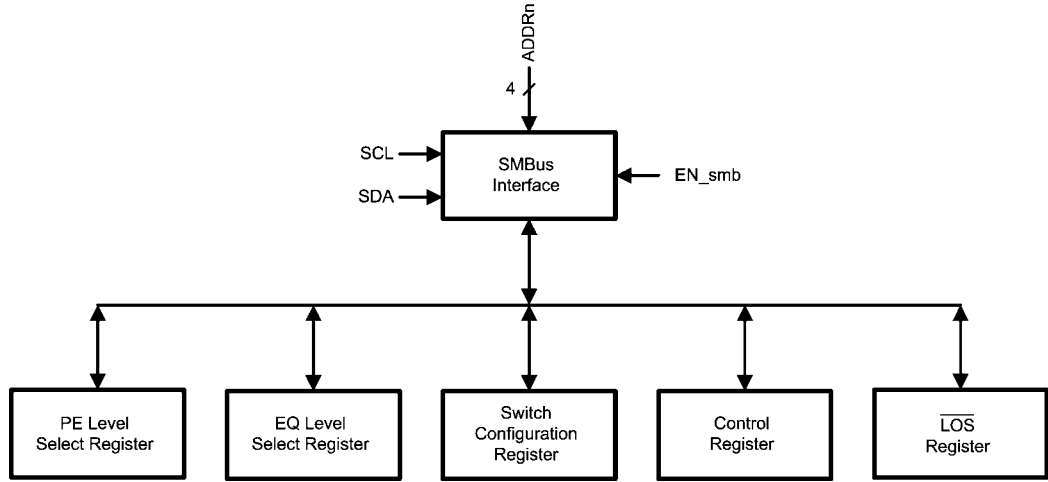 ADDRn
4
SCL
SDA
SMBus
Interface
EN_smb
PE Level
Select Register
EQ Level
Select Register
Switch
Configuration
Register
Control
Register
L̅O̅S̅
Register